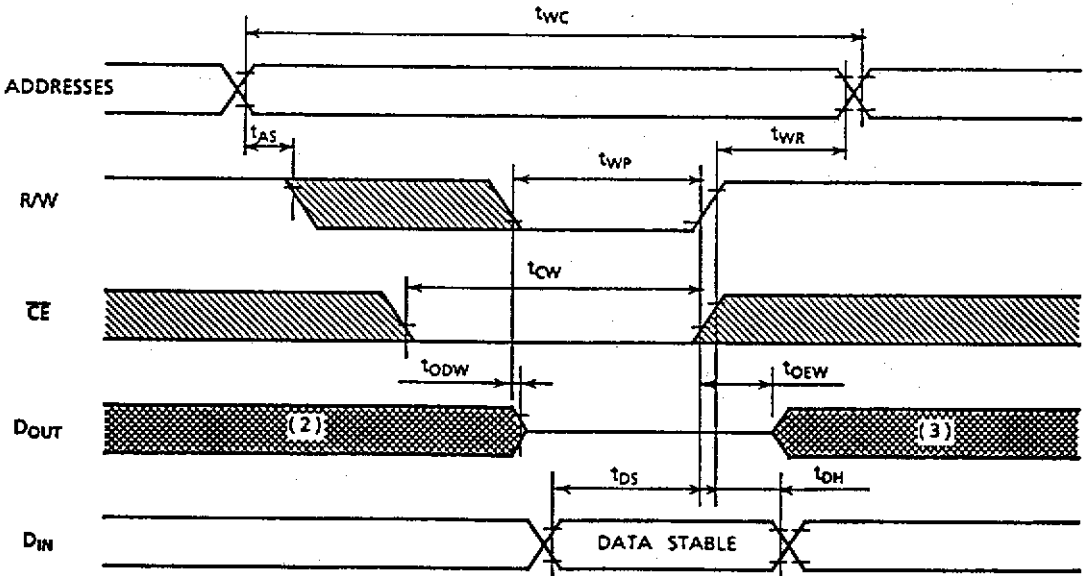 tWC
ADDRESSES
tAS
tWR
tWP
R/W
tCW
CE
tODW
tOEW
DOUT
(2)
(3)
tDS
tDH
DIN
DATA STABLE